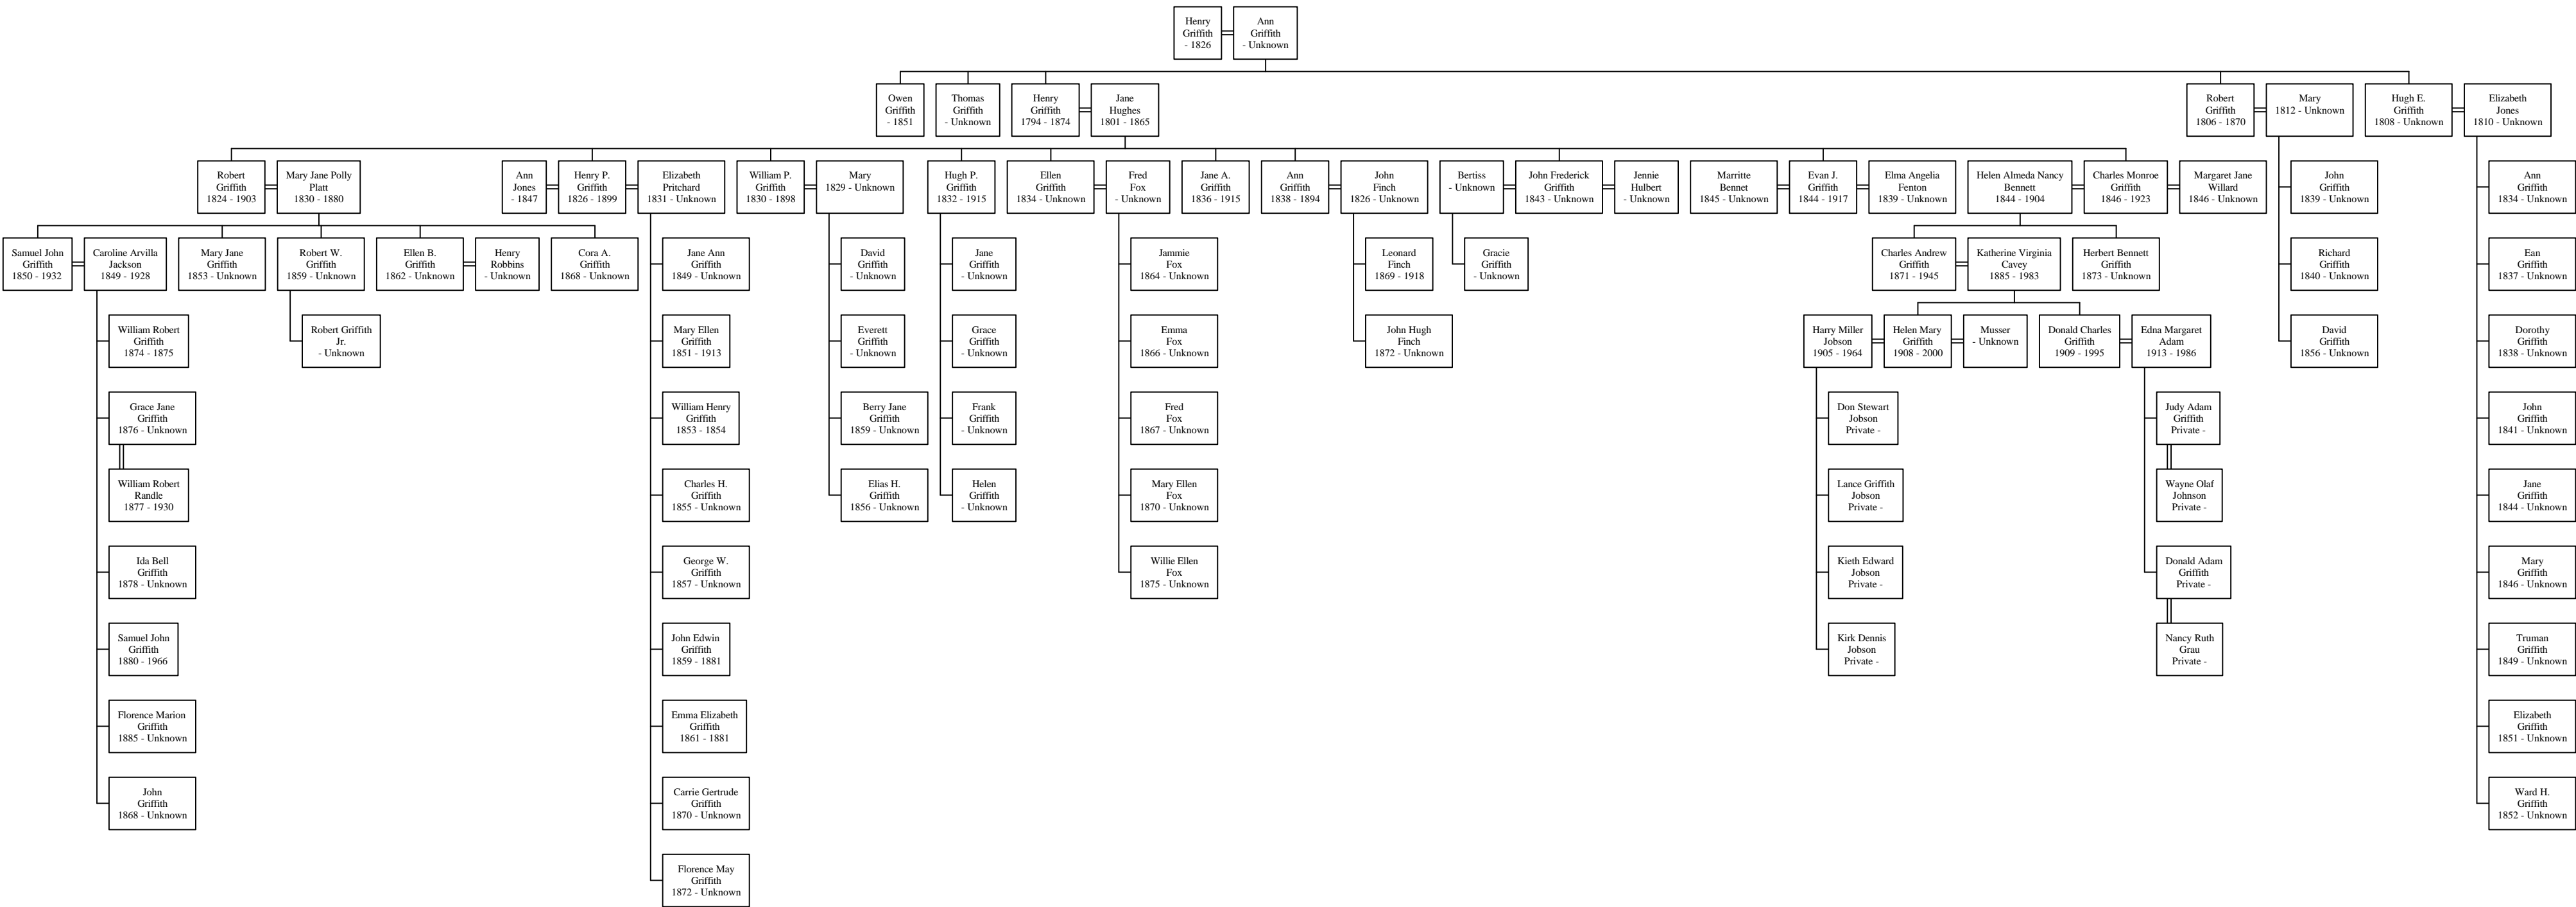 Henry
Griffith
- 1826
Ann
Griffith
- Unknown
Owen
Griffith
- 1851
Thomas
Griffith
- Unknown
Henry
Griffith
1794 - 1874
Jane
Hughes
1801 - 1865
Robert
Griffith
1806 - 1870
Mary
1812 - Unknown
Hugh E.
Griffith
1808 - Unknown
Elizabeth
Jones
1810 - Unknown
Robert
Griffith
1824 - 1903
Mary Jane Polly
Platt
1830 - 1880
Ann
Jones
- 1847
Henry P.
Griffith
1826 - 1899
Elizabeth
Pritchard
1831 - Unknown
William P.
Griffith
1830 - 1898
Mary
1829 - Unknown
Hugh P.
Griffith
1832 - 1915
Ellen
Griffith
1834 - Unknown
Fred
Fox
- Unknown
Jane A.
Griffith
1836 - 1915
Ann
Griffith
1838 - 1894
John
Finch
1826 - Unknown
Bertiss
- Unknown
John Frederick
Griffith
1843 - Unknown
Jennie
Hulbert
- Unknown
Marritte
Bennet
1845 - Unknown
Evan J.
Griffith
1844 - 1917
Elma Angelia
Fenton
1839 - Unknown
Helen Almeda Nancy
Bennett
1844 - 1904
Charles Monroe
Griffith
1846 - 1923
Margaret Jane
Willard
1846 - Unknown
John
Griffith
1839 - Unknown
Ann
Griffith
1834 - Unknown
Samuel John
Griffith
1850 - 1932
Caroline Arvilla
Jackson
1849 - 1928
Mary Jane
Griffith
1853 - Unknown
Robert W.
Griffith
1859 - Unknown
Ellen B.
Griffith
1862 - Unknown
Henry
Robbins
- Unknown
Cora A.
Griffith
1868 - Unknown
Jane Ann
Griffith
1849 - Unknown
David
Griffith
- Unknown
Jane
Griffith
- Unknown
Jammie
Fox
1864 - Unknown
Leonard
Finch
1869 - 1918
Gracie
Griffith
- Unknown
Charles Andrew
Griffith
1871 - 1945
Katherine Virginia
Cavey
1885 - 1983
Herbert Bennett
Griffith
1873 - Unknown
Richard
Griffith
1840 - Unknown
Ean
Griffith
1837 - Unknown
William Robert
Griffith
1874 - 1875
Robert Griffith
Jr.
- Unknown
Mary Ellen
Griffith
1851 - 1913
Everett
Griffith
- Unknown
Grace
Griffith
- Unknown
Emma
Fox
1866 - Unknown
John Hugh
Finch
1872 - Unknown
Harry Miller
Jobson
1905 - 1964
Helen Mary
Griffith
1908 - 2000
Musser
- Unknown
Donald Charles
Griffith
1909 - 1995
Edna Margaret
Adam
1913 - 1986
David
Griffith
1856 - Unknown
Dorothy
Griffith
1838 - Unknown
Grace Jane
Griffith
1876 - Unknown
William Henry
Griffith
1853 - 1854
Berry Jane
Griffith
1859 - Unknown
Frank
Griffith
- Unknown
Fred
Fox
1867 - Unknown
Don Stewart
Jobson
Private -
Judy Adam
Griffith
Private -
John
Griffith
1841 - Unknown
William Robert
Randle
1877 - 1930
Charles H.
Griffith
1855 - Unknown
Elias H.
Griffith
1856 - Unknown
Helen
Griffith
- Unknown
Mary Ellen
Fox
1870 - Unknown
Lance Griffith
Jobson
Private -
Wayne Olaf
Johnson
Private -
Jane
Griffith
1844 - Unknown
Ida Bell
Griffith
1878 - Unknown
George W.
Griffith
1857 - Unknown
Willie Ellen
Fox
1875 - Unknown
Kieth Edward
Jobson
Private -
Donald Adam
Griffith
Private -
Mary
Griffith
1846 - Unknown
Samuel John
Griffith
1880 - 1966
John Edwin
Griffith
1859 - 1881
Kirk Dennis
Jobson
Private -
Nancy Ruth
Grau
Private -
Truman
Griffith
1849 - Unknown
Florence Marion
Griffith
1885 - Unknown
Emma Elizabeth
Griffith
1861 - 1881
Elizabeth
Griffith
1851 - Unknown
John
Griffith
1868 - Unknown
Carrie Gertrude
Griffith
1870 - Unknown
Ward H.
Griffith
1852 - Unknown
Florence May
Griffith
1872 - Unknown